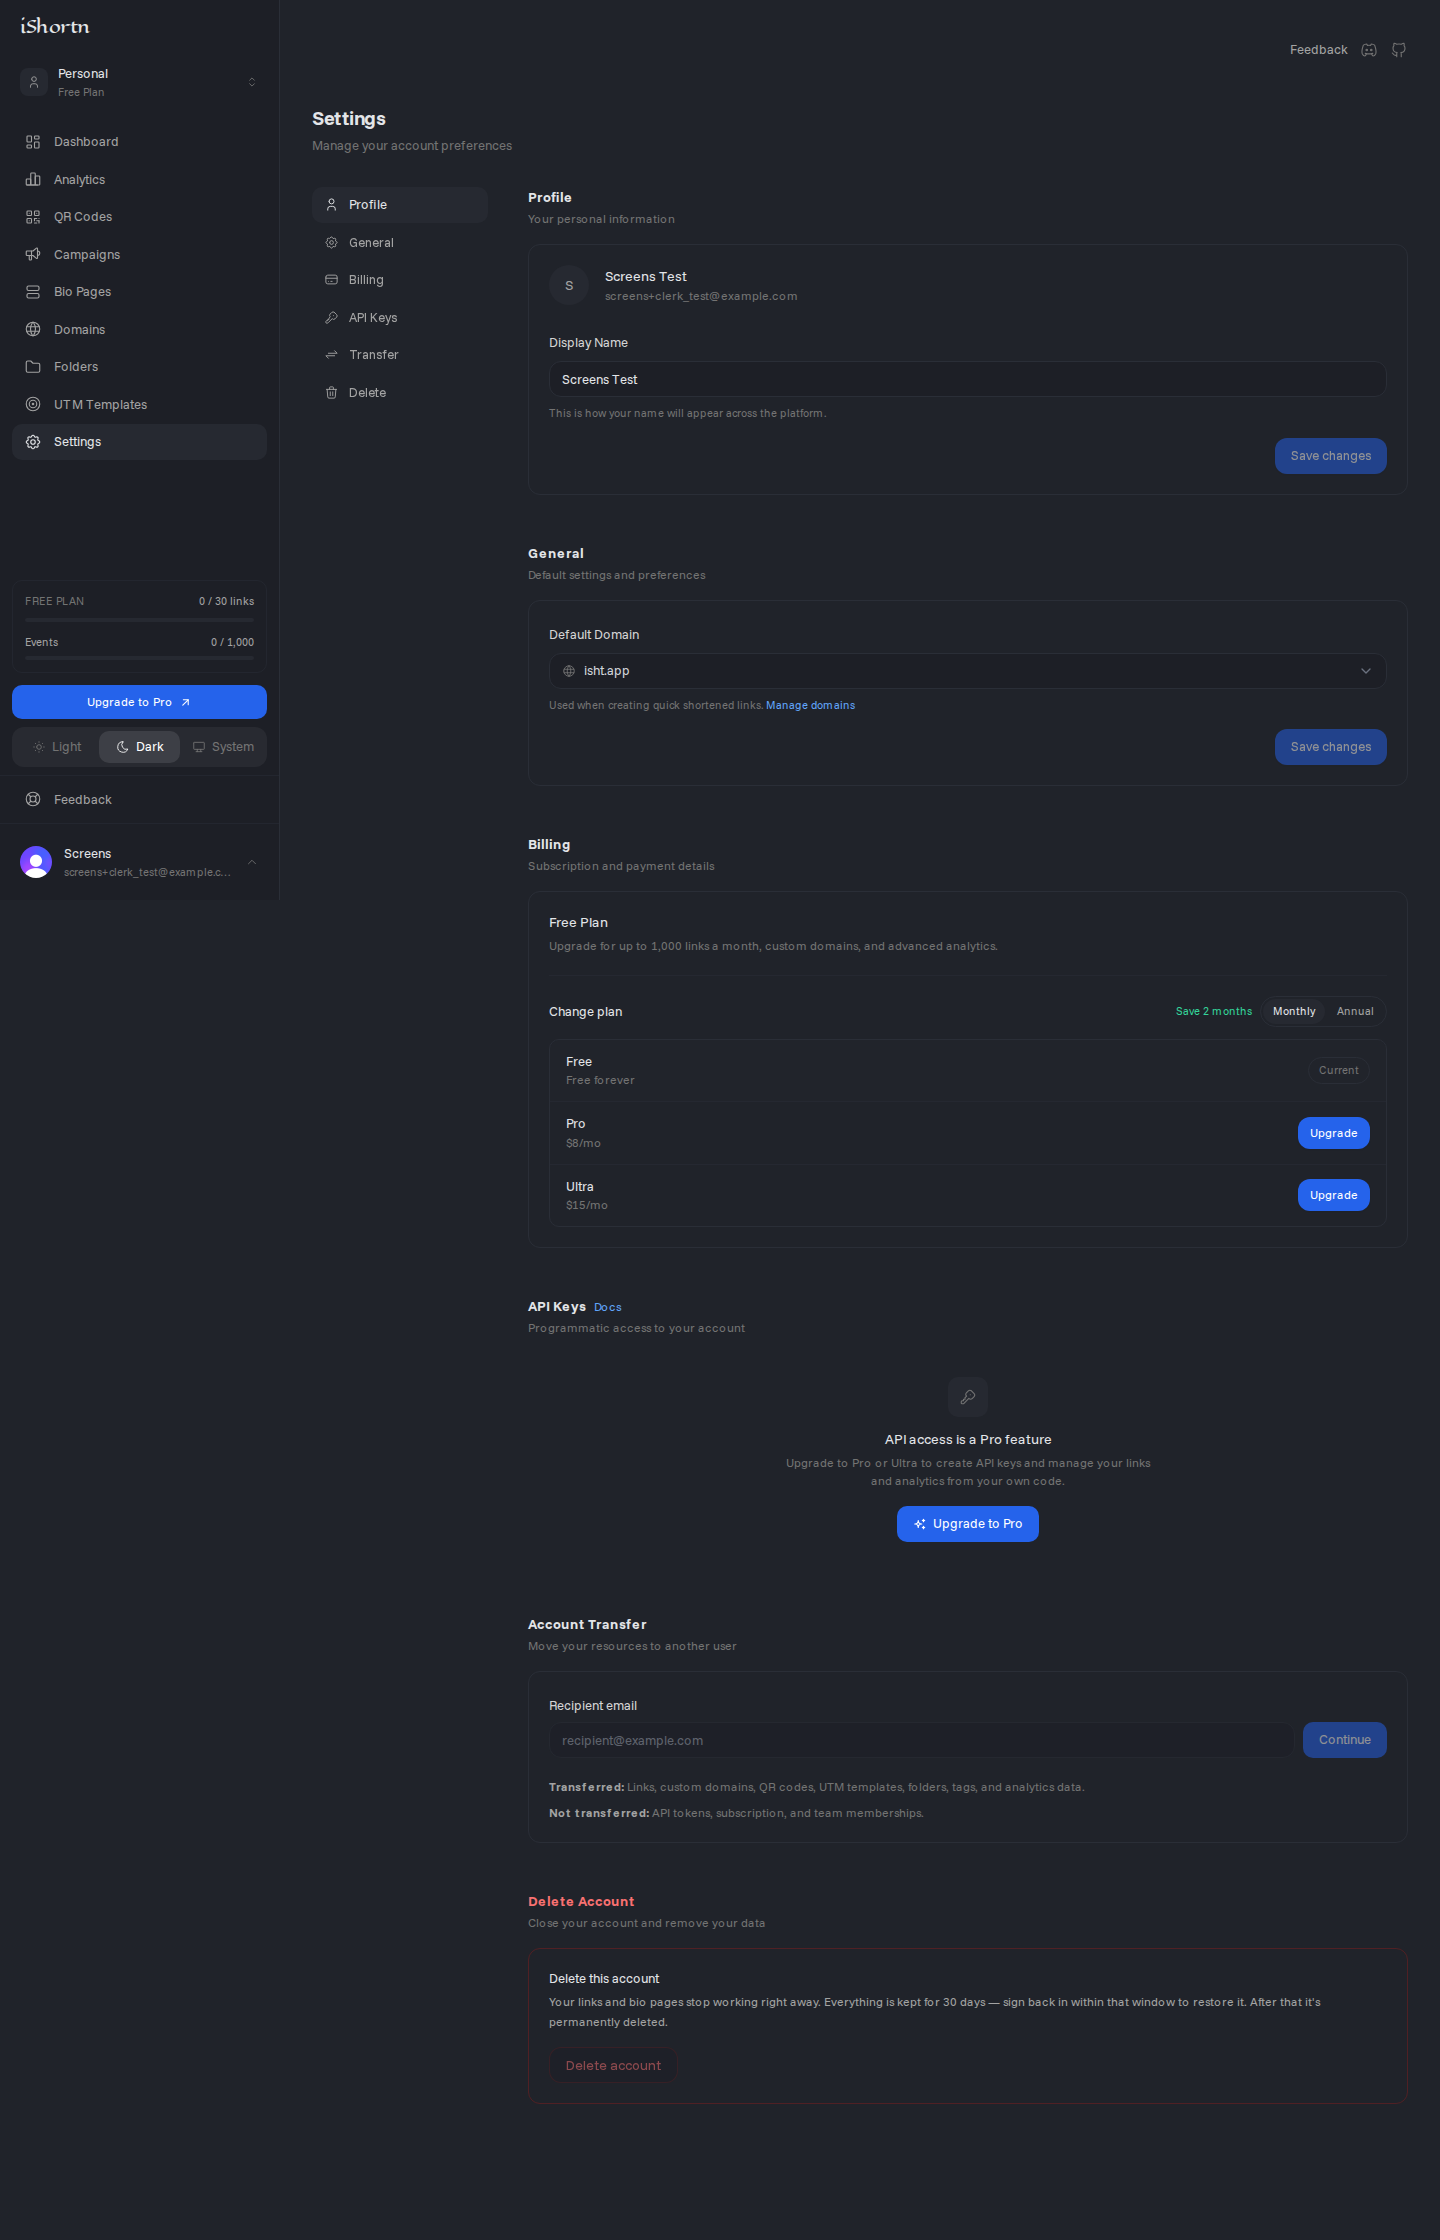 iShortn
Personal
Free Plan
Dashboard
Analytics
QR Codes
Campaigns
Bio Pages
Domains
Folders
UTM Templates
Settings
FREE PLAN 0 / 30 links
Events 0 / 1,000
Upgrade to Pro
Light Dark System
Feedback
Screens
screens+clerk_test@example.c...
Feedback
Settings
Manage your account preferences
Profile
General
Billing
API Keys
Transfer
Delete
Profile
Your personal information
S
Screens Test
screens+clerk_test@example.com
Display Name
Screens Test
This is how your name will appear across the platform.
Save changes
General
Default settings and preferences
Default Domain
isht.app
Used when creating quick shortened links. Manage domains
Save changes
Billing
Subscription and payment details
Free Plan
Upgrade for up to 1,000 links a month, custom domains, and advanced analytics.
Change plan Save 2 months Monthly Annual
Free
Free forever
Current
Pro
$8/mo
Upgrade
Ultra
$15/mo
Upgrade
API Keys Docs
Programmatic access to your account
API access is a Pro feature
Upgrade to Pro or Ultra to create API keys and manage your links
and analytics from your own code.
Upgrade to Pro
Account Transfer
Move your resources to another user
Recipient email
recipient@example.com
Continue
Transferred: Links, custom domains, QR codes, UTM templates, folders, tags, and analytics data.
Not transferred: API tokens, subscription, and team memberships.
Delete Account
Close your account and remove your data
Delete this account
Your links and bio pages stop working right away. Everything is kept for 30 days — sign back in within that window to restore it. After that it's
permanently deleted.
Delete account